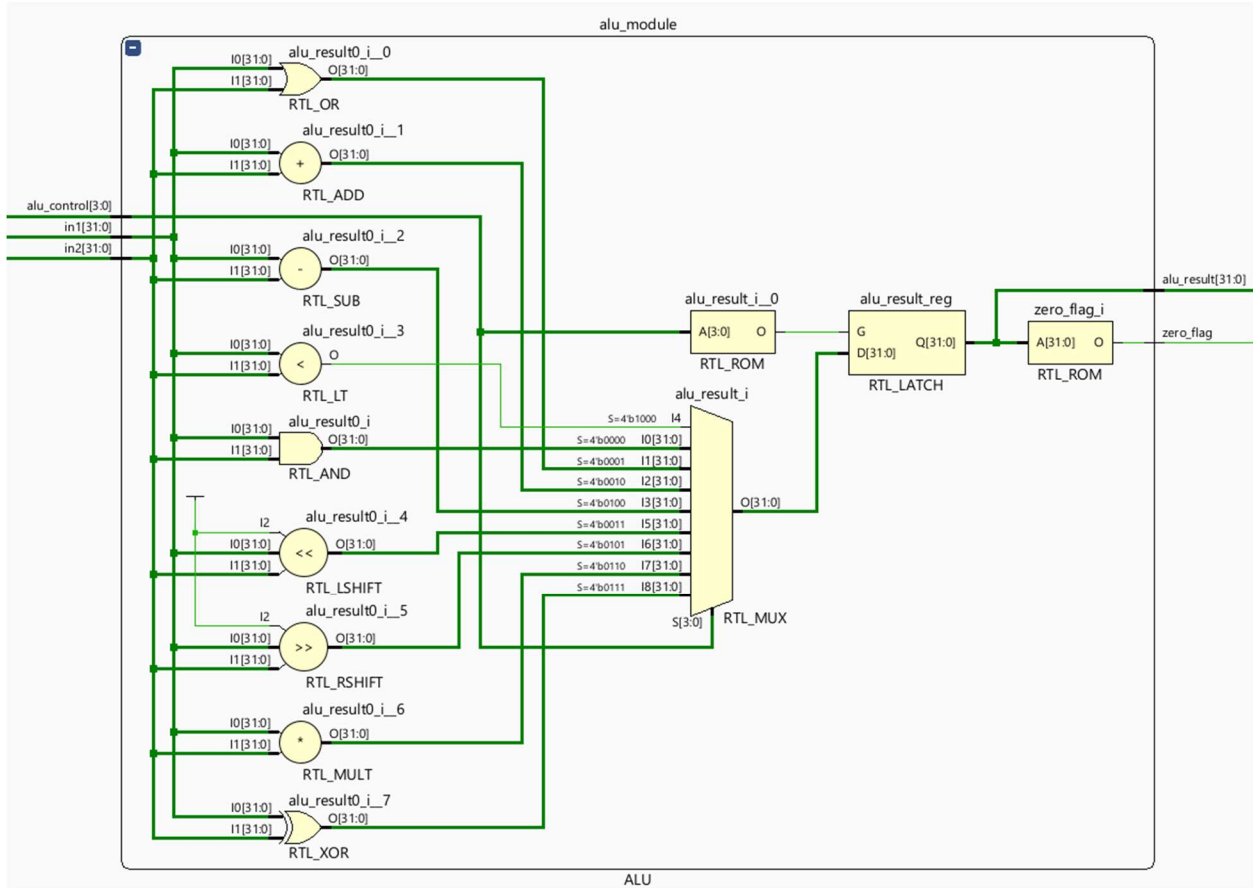 alu_module
alu_result0_i__0
I0[31:0]
I1[31:0]
O[31:0]
RTL_OR
alu_result0_i__1
I0[31:0]
I1[31:0]
O[31:0]
+
RTL_ADD
alu_control[3:0]
in1[31:0]
in2[31:0]
alu_result0_i__2
I0[31:0]
I1[31:0]
O[31:0]
-
RTL_SUB
alu_result0_i__3
I0[31:0]
I1[31:0]
O
<
RTL_LT
alu_result0_i
I0[31:0]
I1[31:0]
O[31:0]
RTL_AND
alu_result0_i__4
I2
I0[31:0]
I1[31:0]
O[31:0]
<<
RTL_LSHIFT
alu_result0_i__5
I2
I0[31:0]
I1[31:0]
O[31:0]
>>
RTL_RSHIFT
alu_result0_i__6
I0[31:0]
I1[31:0]
O[31:0]
*
RTL_MULT
alu_result0_i__7
I0[31:0]
I1[31:0]
O[31:0]
RTL_XOR
alu_result_i__0
A[3:0] O
RTL_ROM
alu_result_i
S=4'b1000 I4
S=4'b0000 I0[31:0]
S=4'b0001 I1[31:0]
S=4'b0010 I2[31:0]
S=4'b0100 I3[31:0]
S=4'b0011 I5[31:0]
S=4'b0101 I6[31:0]
S=4'b0110 I7[31:0]
S=4'b0111 I8[31:0]
O[31:0]
S[3:0]
RTL_MUX
alu_result_reg
G
D[31:0]
Q[31:0]
RTL_LATCH
zero_flag_i
A[31:0] O
RTL_ROM
alu_result[31:0]
zero_flag
ALU